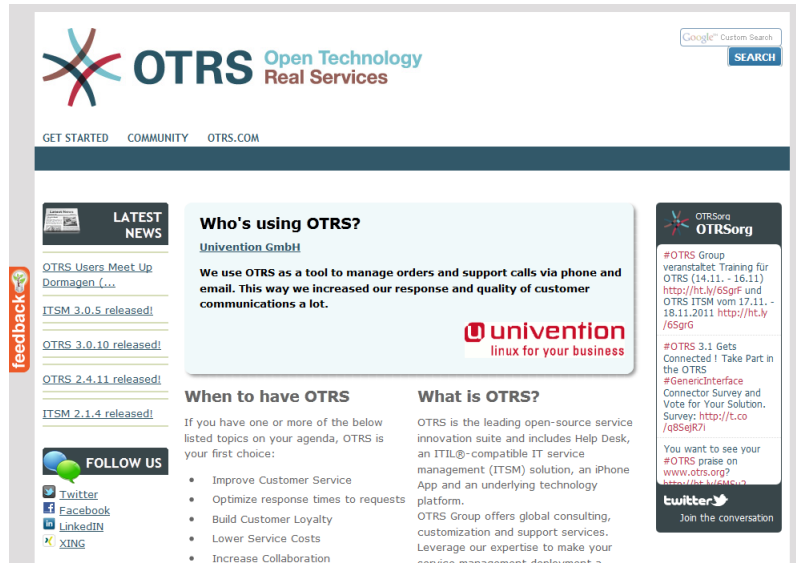 OTRS Open Technology
Real Services
Google™ Custom Search
SEARCH
GET STARTED COMMUNITY OTRS.COM
feedback
LATEST
NEWS
OTRS Users Meet Up
Dormagen (...
ITSM 3.0.5 released!
OTRS 3.0.10 released!
OTRS 2.4.11 released!
ITSM 2.1.4 released!
FOLLOW US
Twitter
Facebook
LinkedIN
XING
Who's using OTRS?
Univention GmbH
We use OTRS as a tool to manage orders and support calls via phone and
email. This way we increased our response and quality of customer
communications a lot.
univention
linux for your business
When to have OTRS
If you have one or more of the below
listed topics on your agenda, OTRS is
your first choice:
Improve Customer Service
Optimize response times to requests
Build Customer Loyalty
Lower Service Costs
Increase Collaboration
What is OTRS?
OTRS is the leading open-source service
innovation suite and includes Help Desk,
an ITIL®-compatible IT service
management (ITSM) solution, an iPhone
App and an underlying technology
platform.
OTRS Group offers global consulting,
customization and support services.
Leverage our expertise to make your
service management deployment a
OTRSorg
OTRSorg
#OTRS Group
veranstaltet Training für
OTRS (14.11. - 16.11)
http://ht.ly/6SgrF und
OTRS ITSM vom 17.11. -
18.11.2011 http://ht.ly
/6SgrG
#OTRS 3.1 Gets
Connected ! Take Part in
the OTRS
#GenericInterface
Connector Survey and
Vote for Your Solution.
Survey: http://t.co
/q8SeJR7i
You want to see your
#OTRS praise on
www.otrs.org?
twitter
Join the conversation